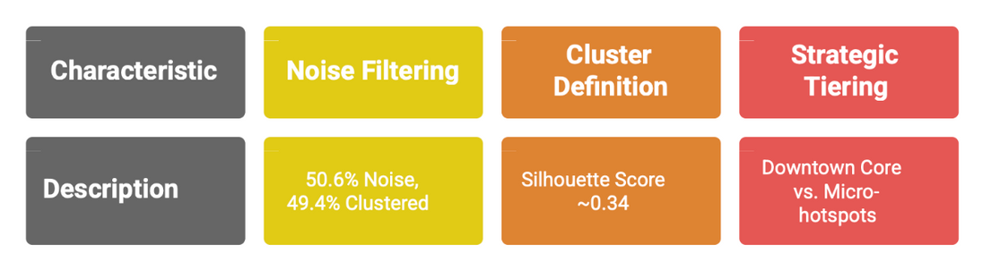 Characteristic
Noise Filtering
Cluster
Definition
Strategic
Tiering
Description
50.6% Noise,
49.4% Clustered
Silhouette Score
~0.34
Downtown Core
vs. Micro-
hotspots